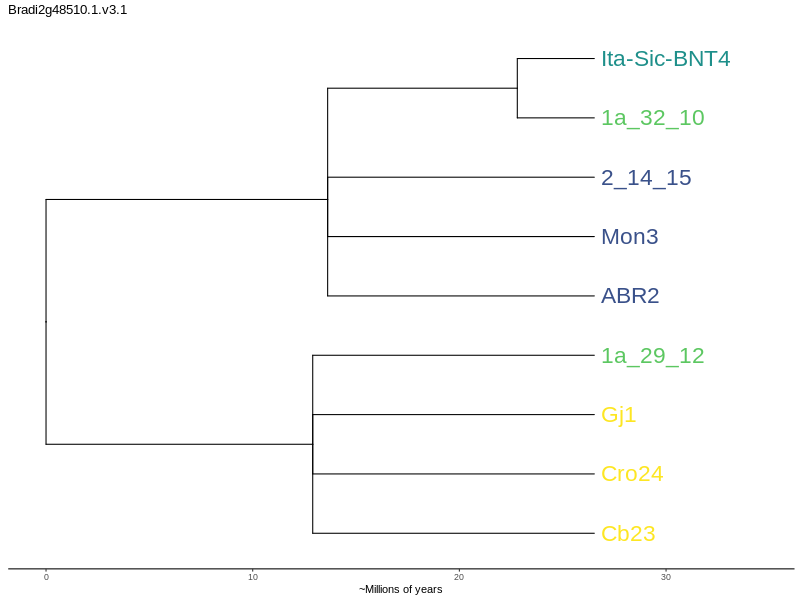 Bradi2g48510.1.v3.1
Ita-Sic-BNT4
1a_32_10
2_14_15
Mon3
ABR2
1a_29_12
Gj1
Cro24
Cb23
0 10 20 30
~Millions of years